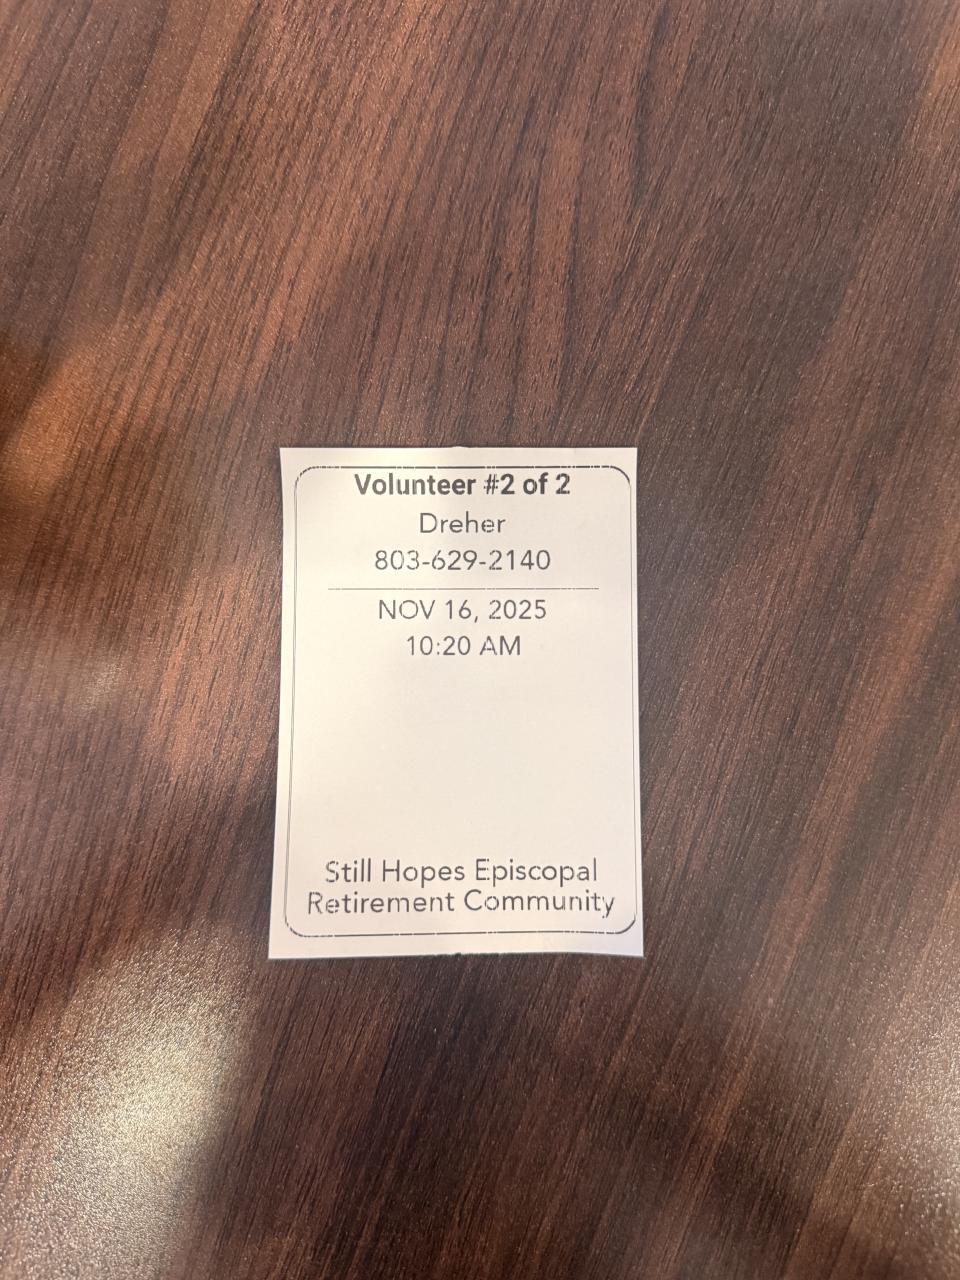 Volunteer #2 of 2
Dreher
803-629-2140
NOV 16, 2025
10:20 AM
Still Hopes Episcopal
Retirement Community